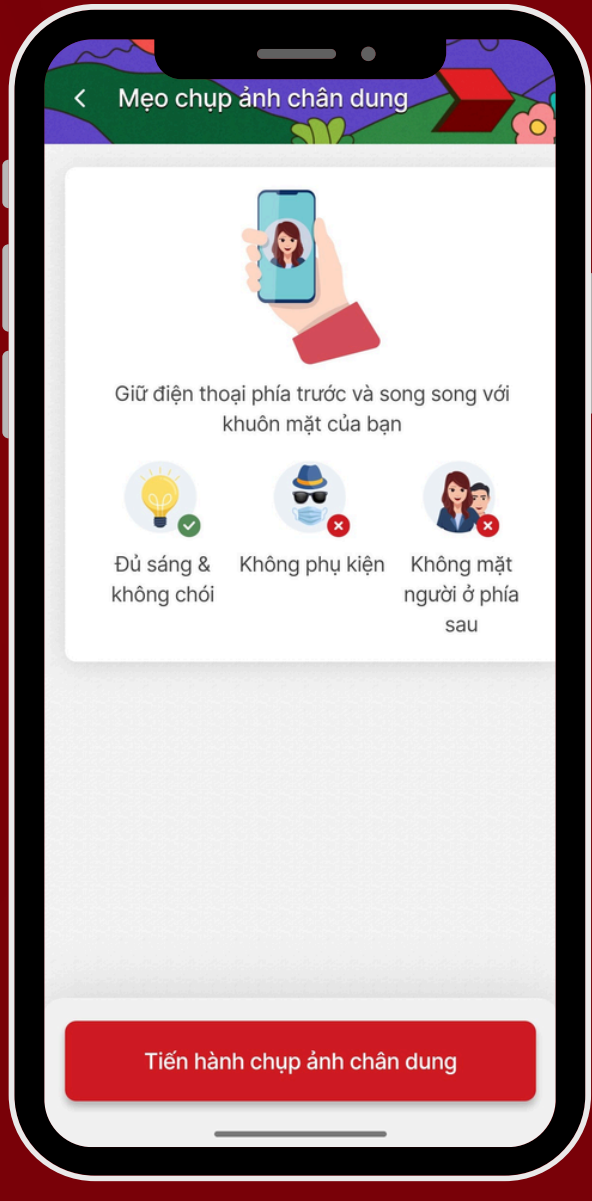 Mẹo chụp ảnh chân dung
Giữ điện thoại phía trước và song song với
khuôn mặt của bạn
Đủ sáng &
không chói
Không phụ kiện
Không mặt
người ở phía
sau
Tiến hành chụp ảnh chân dung